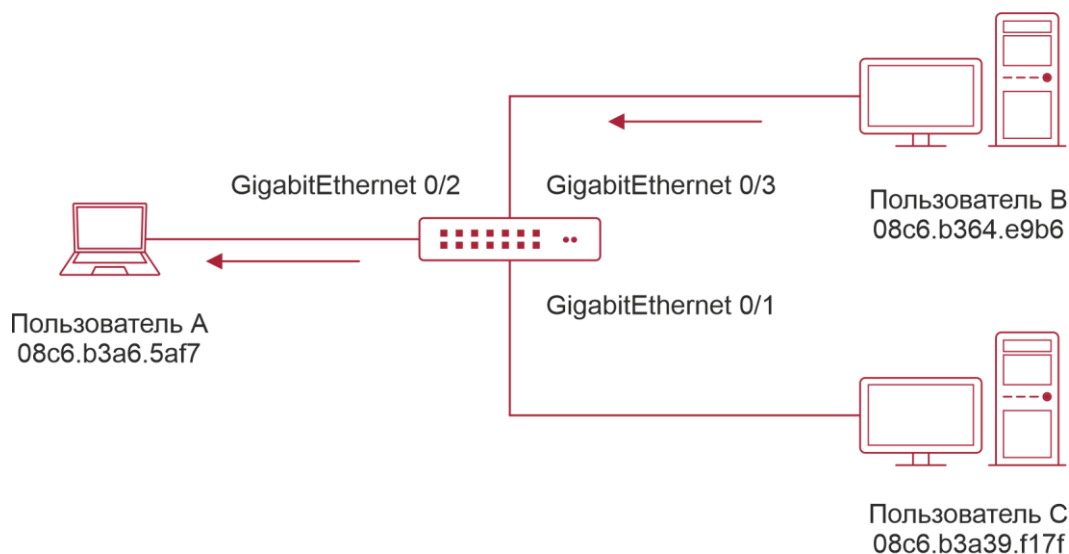 GigabitEthernet 0/2
GigabitEthernet 0/3
Пользователь B
08c6.b364.e9b6
Пользователь A
08c6.b3a6.5af7
GigabitEthernet 0/1
Пользователь C
08c6.b3a39.f17f